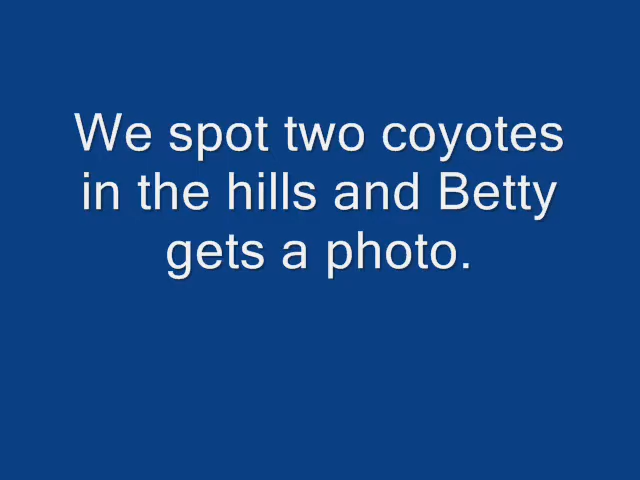 We spot two coyotes
in the hills and Betty
gets a photo.